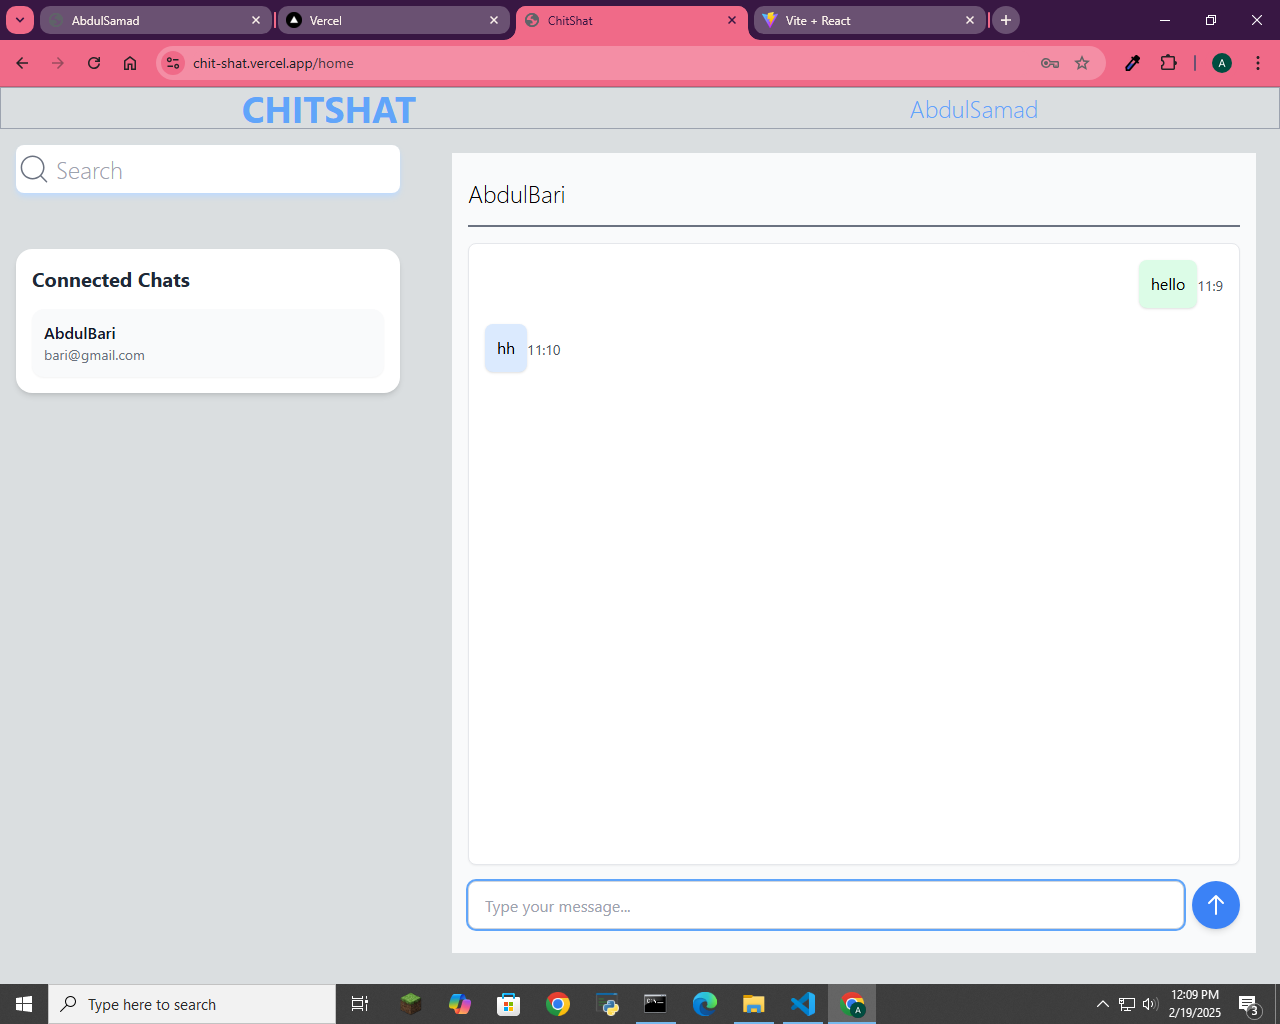 AbdulSamad
Vercel
ChitShat
Vite + React
chit-shat.vercel.app/home
A
CHITSHAT
AbdulSamad
Search
AbdulBari
Connected Chats
AbdulBari
bari@gmail.com
hello 11:9
hh 11:10
Type your message...
Type here to search
A
12:09 PM
2/19/2025
3